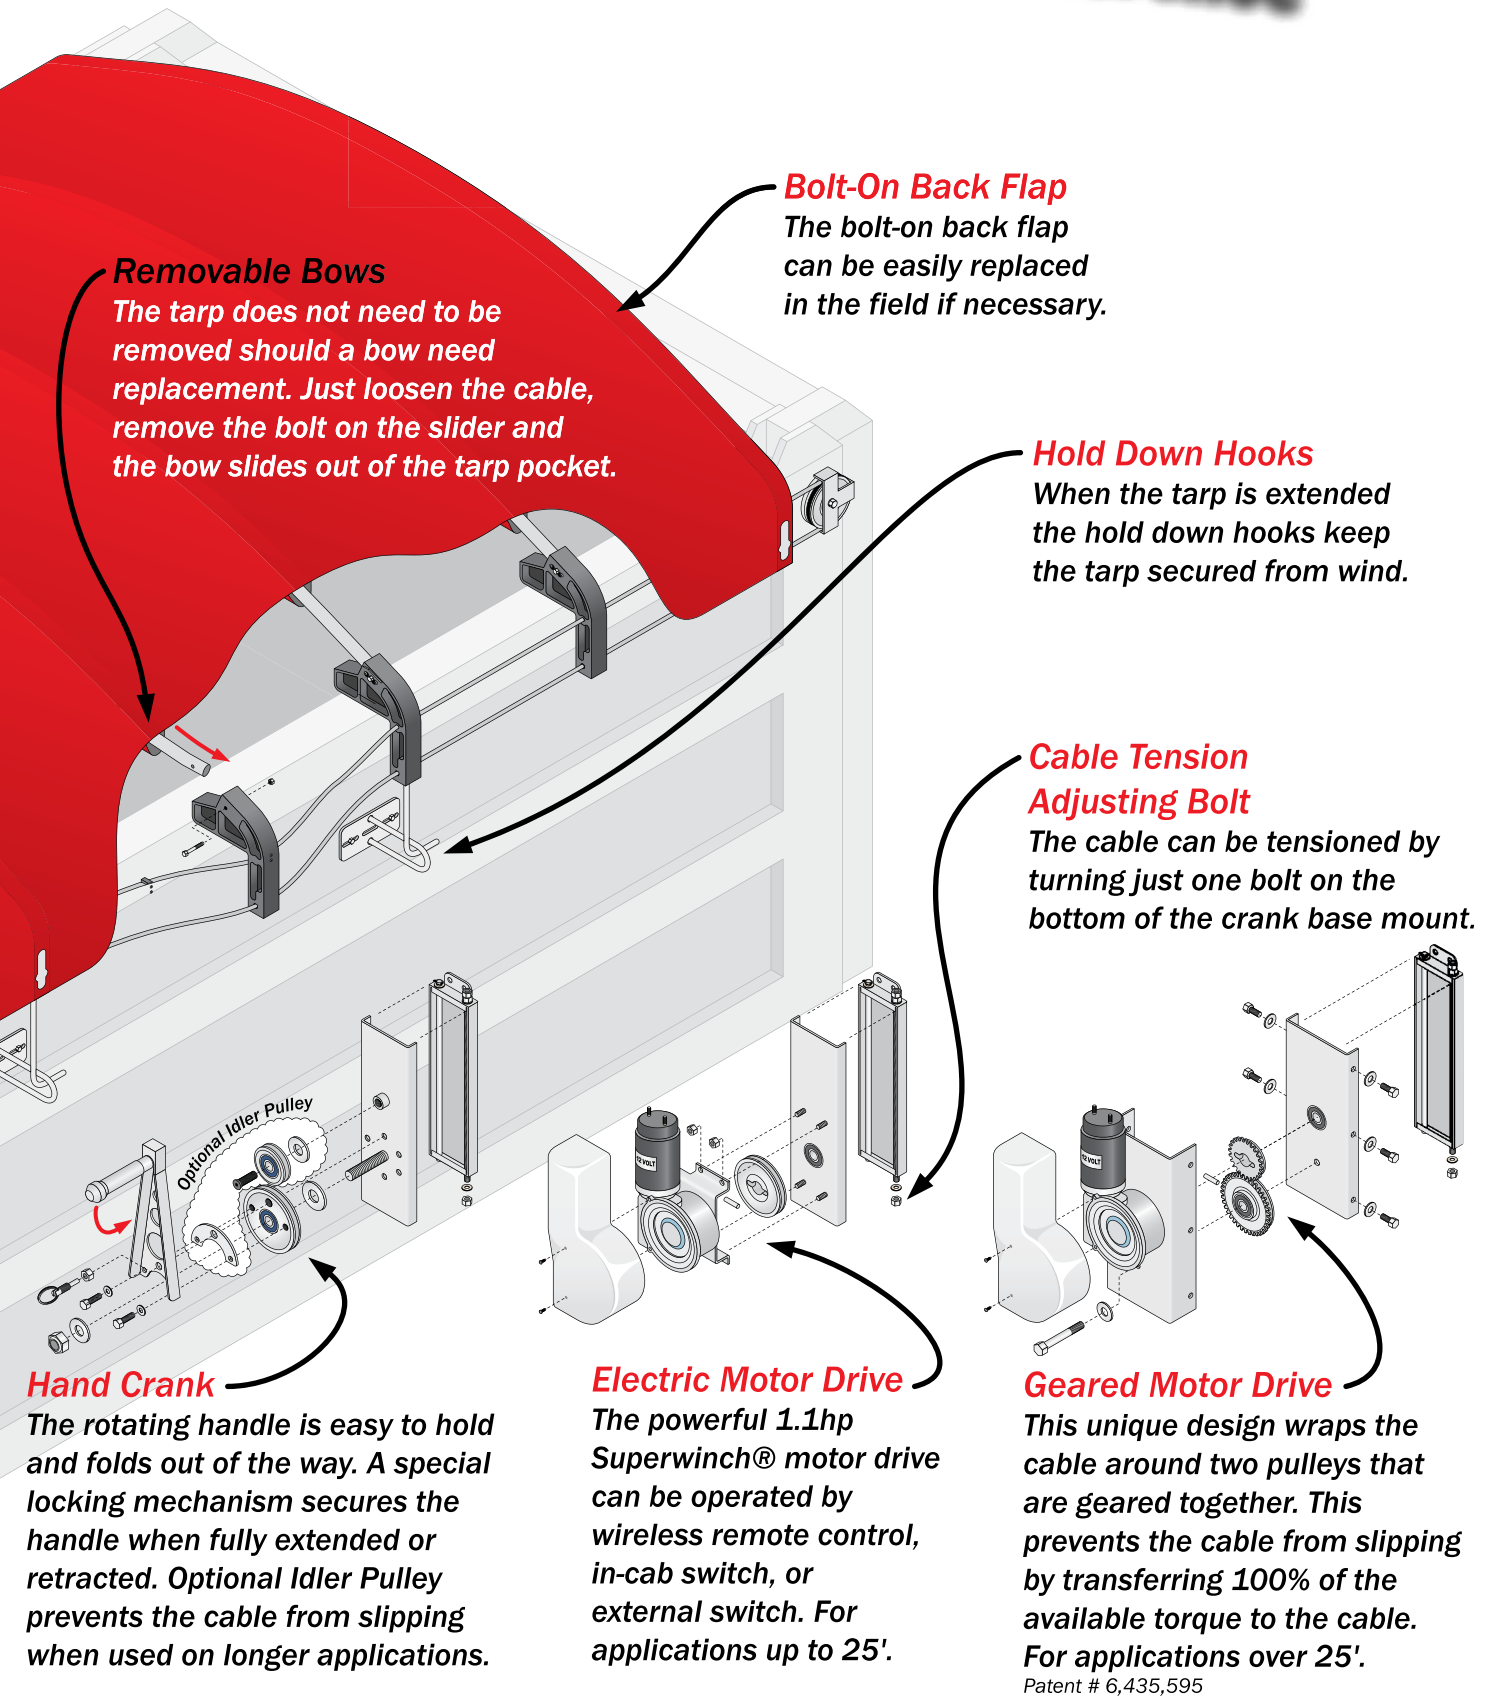 Bolt-On Back Flap
The bolt-on back flap
can be easily replaced
in the field if necessary.
Removable Bows
The tarp does not need to be
removed should a bow need
replacement. Just loosen the cable,
remove the bolt on the slider and
the bow slides out of the tarp pocket.
Hold Down Hooks
When the tarp is extended
the hold down hooks keep
the tarp secured from wind.
Cable Tension
Adjusting Bolt
The cable can be tensioned by
turning just one bolt on the
bottom of the crank base mount.
Optional Idler Pulley
12 VOLT
12 VOLT
Hand Crank
The rotating handle is easy to hold
and folds out of the way. A special
locking mechanism secures the
handle when fully extended or
retracted. Optional Idler Pulley
prevents the cable from slipping
when used on longer applications.
Electric Motor Drive
The powerful 1.1hp
Superwinch® motor drive
can be operated by
wireless remote control,
in-cab switch, or
external switch. For
applications up to 25'.
Geared Motor Drive
This unique design wraps the
cable around two pulleys that
are geared together. This
prevents the cable from slipping
by transferring 100% of the
available torque to the cable.
For applications over 25'.
Patent # 6,435,595